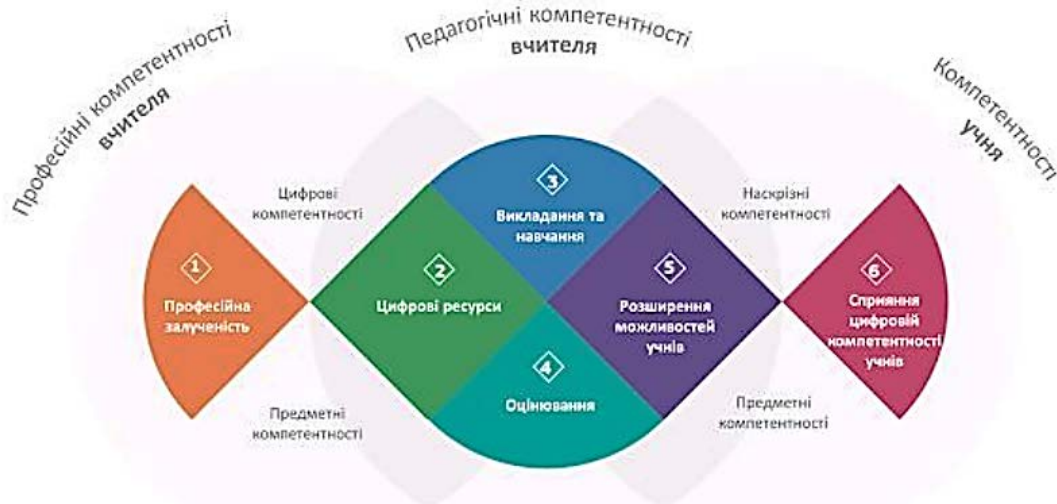 Професійні компетентності
вчителя
Педагогічні компетентності
вчителя
Компетентності
учня
Цифрові
компетентності
Наскрізні
компетентності
1
Професійна
залученість
2
Цифрові ресурси
3
Викладання та
навчання
4
Оцінювання
5
Розширення
можливостей
учнів
6
Сприяння
цифровій
компетентності
учнів
Предметні
компетентності
Предметні
компетентності